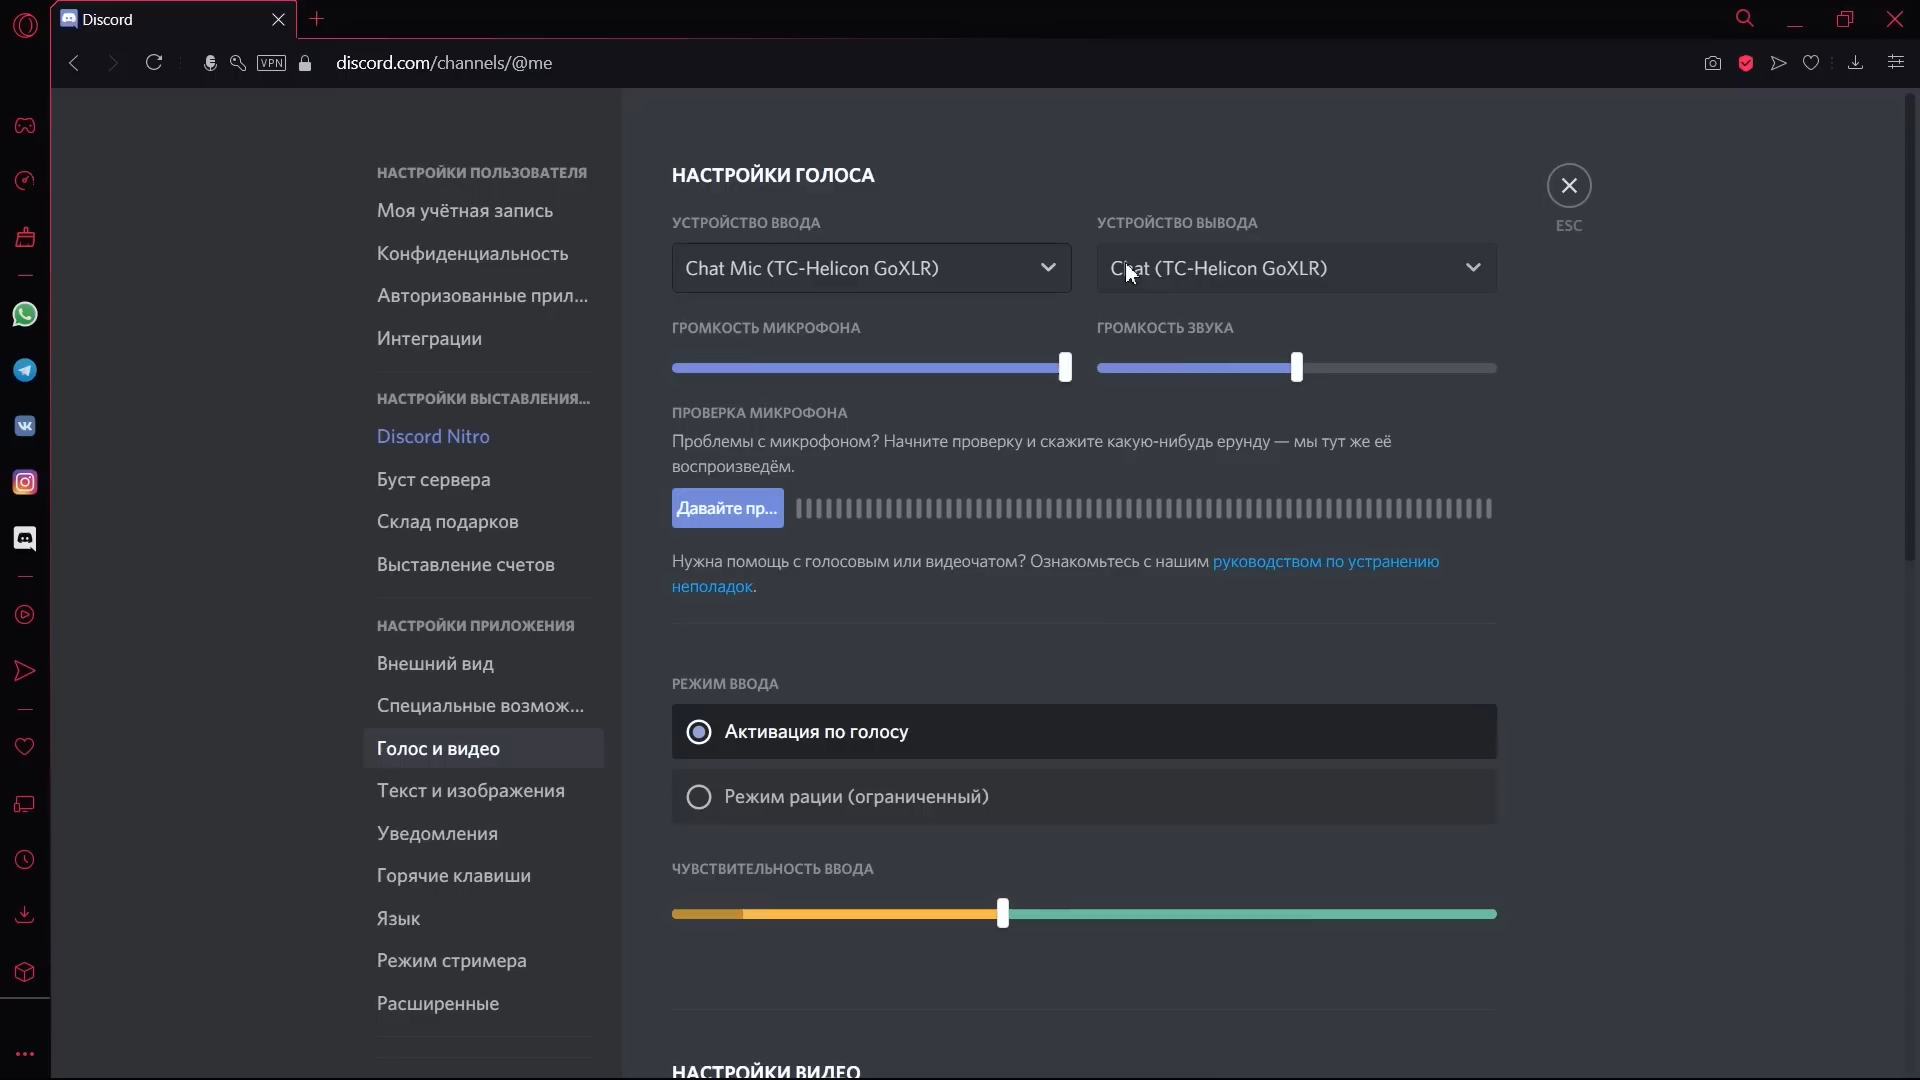 Discord
VPN
discord.com/channels/@me
НАСТРОЙКИ ПОЛЬЗОВАТЕЛЯ
Моя учётная запись
Конфиденциальность
Авторизованные прил...
Интеграции
НАСТРОЙКИ ВЫСТАВЛЕНИЯ...
Discord Nitro
Буст сервера
Склад подарков
Выставление счетов
НАСТРОЙКИ ПРИЛОЖЕНИЯ
Внешний вид
Специальные возмож...
Голос и видео
Текст и изображения
Уведомления
Горячие клавиши
Язык
Режим стримера
Расширенные
НАСТРОЙКИ ГОЛОСА
УСТРОЙСТВО ВВОДА
Chat Mic (TC-Helicon GoXLR)
УСТРОЙСТВО ВЫВОДА
Chat (TC-Helicon GoXLR)
ESC
ГРОМКОСТЬ МИКРОФОНА
ГРОМКОСТЬ ЗВУКА
ПРОВЕРКА МИКРОФОНА
Проблемы с микрофоном? Начните проверку и скажите какую-нибудь ерунду — мы тут же её
воспроизведём.
Давайте пр...
Нужна помощь с голосовым или видеочатом? Ознакомьтесь с нашим руководством по устранению
неполадок.
РЕЖИМ ВВОДА
Активация по голосу
Режим рации (ограниченный)
ЧУВСТВИТЕЛЬНОСТЬ ВВОДА
НАСТРОЙКИ ВИДЕО